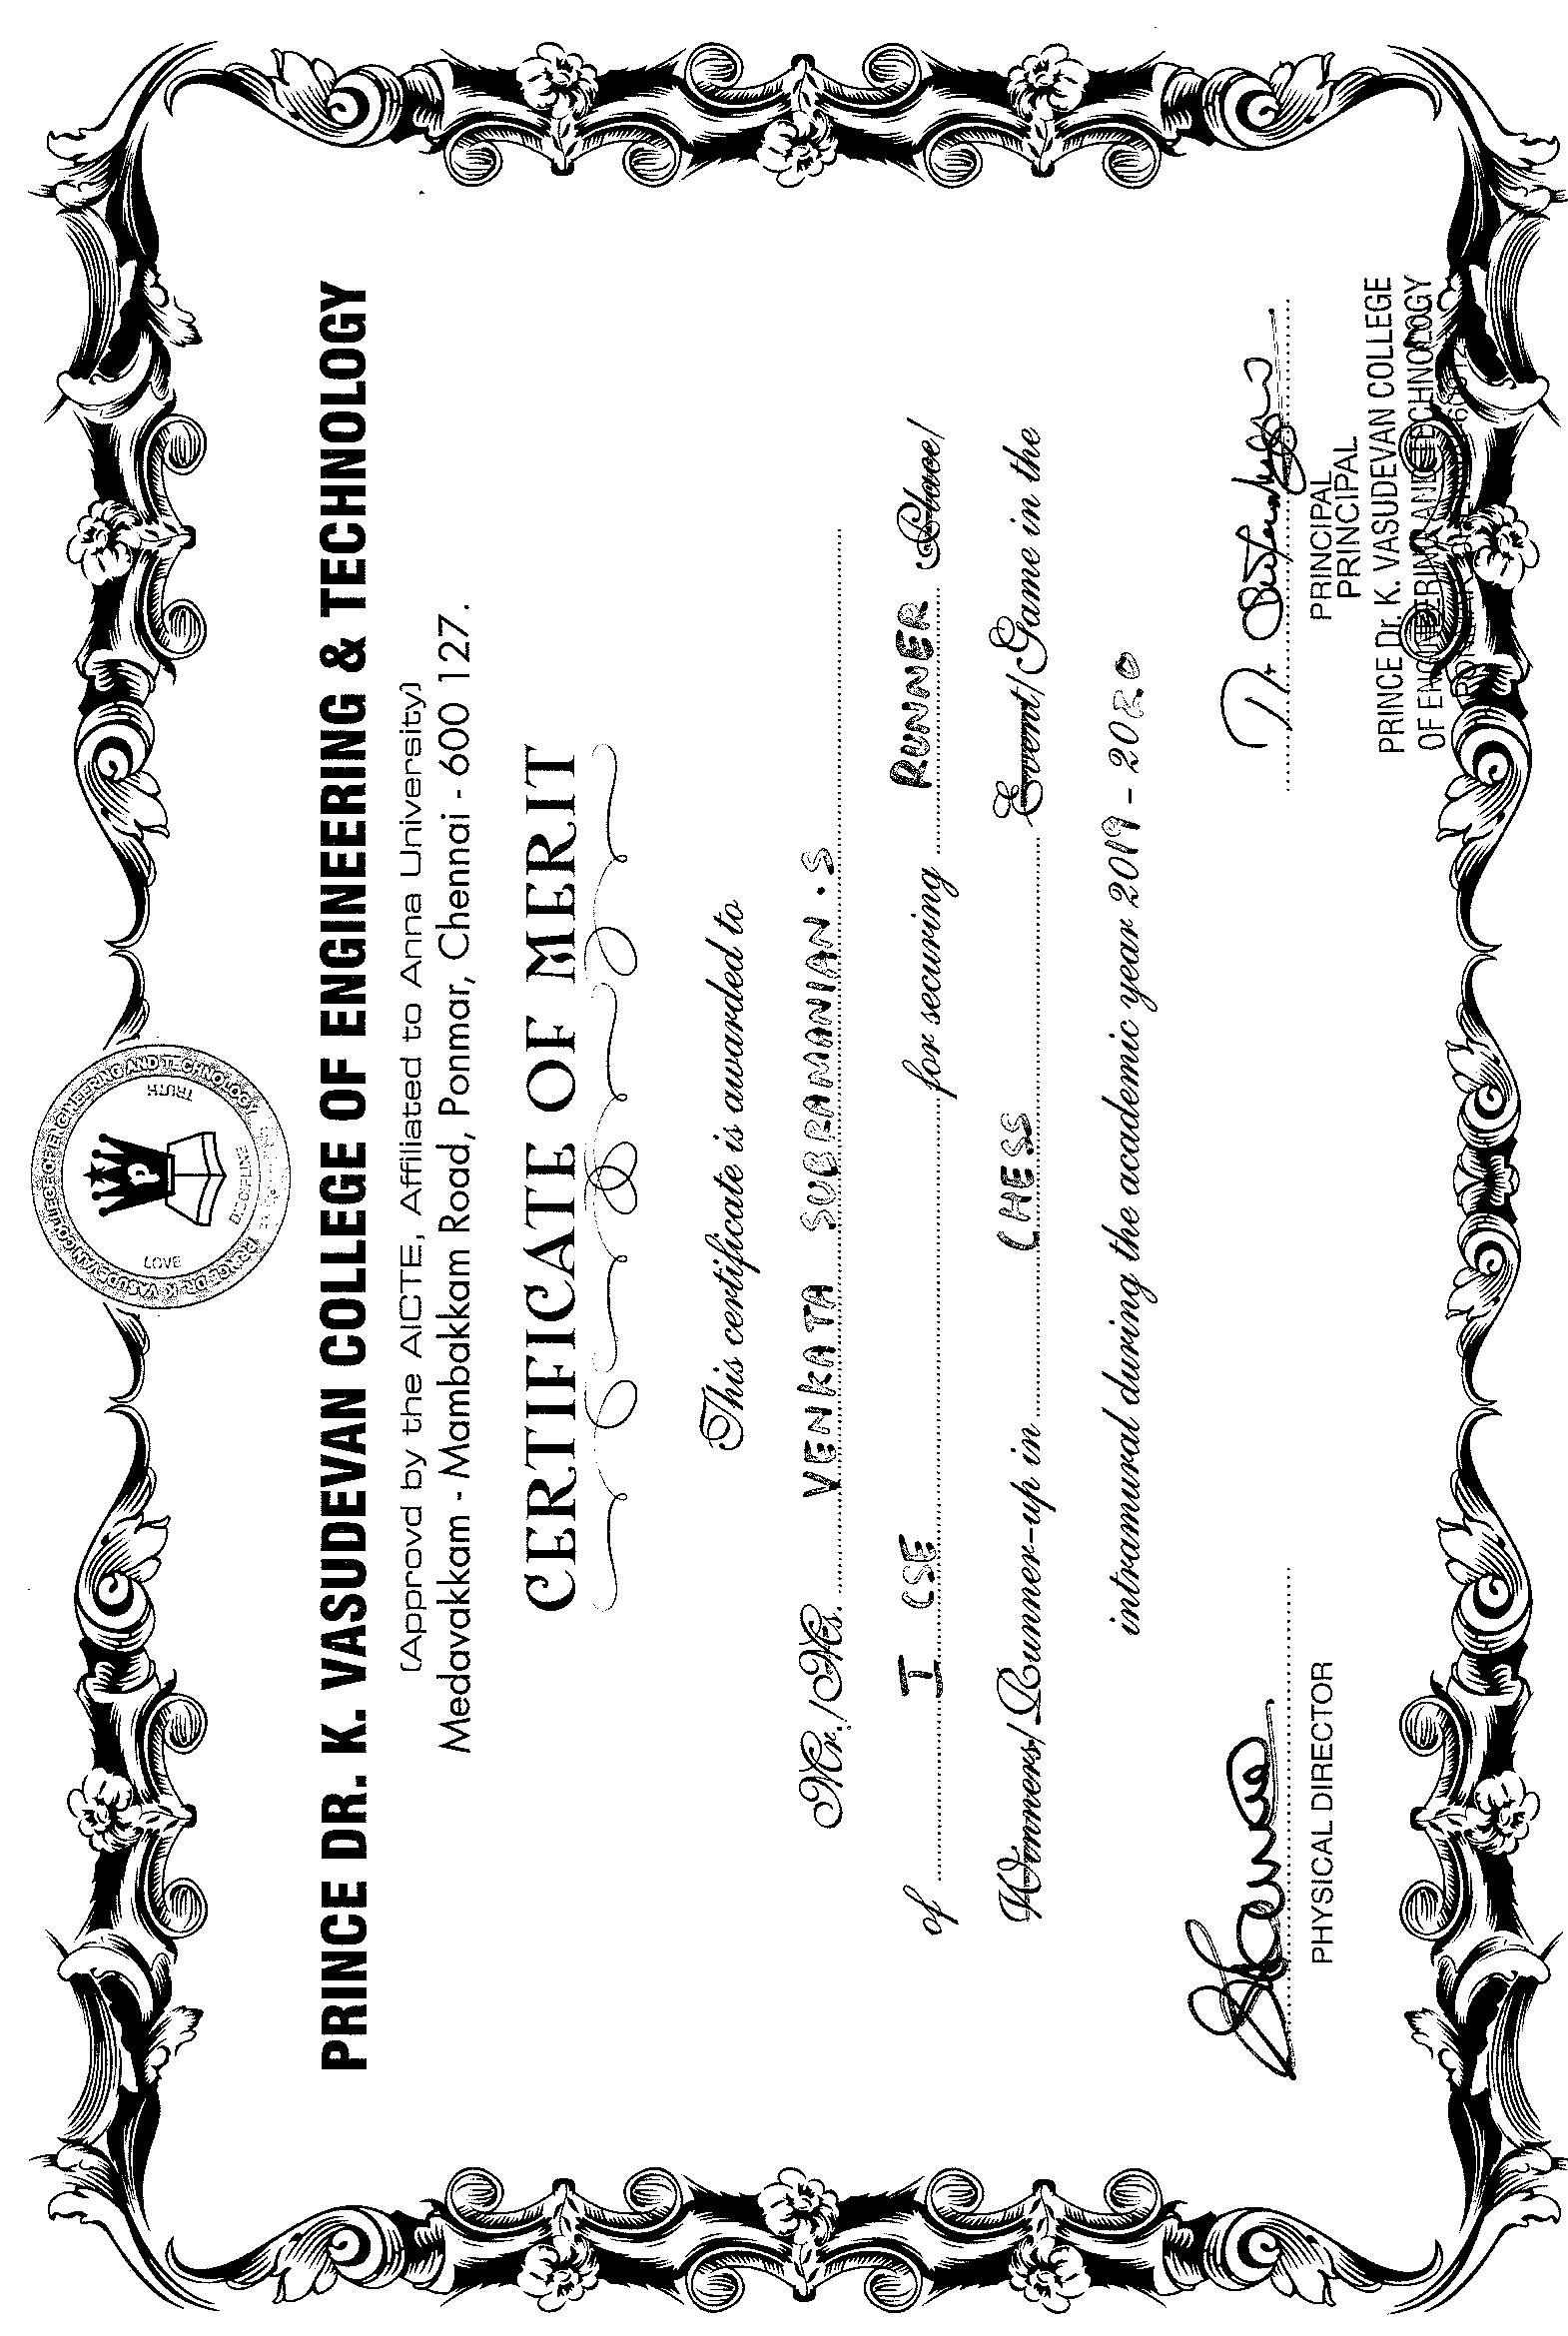 PRINCE DR. K. VASUDEVAN COLLEGE OF ENGINEERING AND TECHNOLOGY
LOVE
TRUTH
P
DISCIPLINE
PRINCE DR. K. VASUDEVAN COLLEGE OF ENGINEERING & TECHNOLOGY
(Approvd by the AICTE, Affiliated to Anna University)
Medavakkam - Mambakkam Road, Ponmar, Chennai - 600 127.
CERTIFICATE OF MERIT
This certificate is awarded to
Mr./Ms. VENKATA SUBRAMANIAN . S
of I CSE for securing RUNNER Place/
Winners/Runner-up in CHESS Event/Game in the
intramural during the academic year 2019 - 2020
PHYSICAL DIRECTOR
PRINCIPAL
PRINCIPAL
PRINCE Dr. K. VASUDEVAN COLLEGE
OF ENGINEERING AND TECHNOLOGY
PONMAR CHENNAI